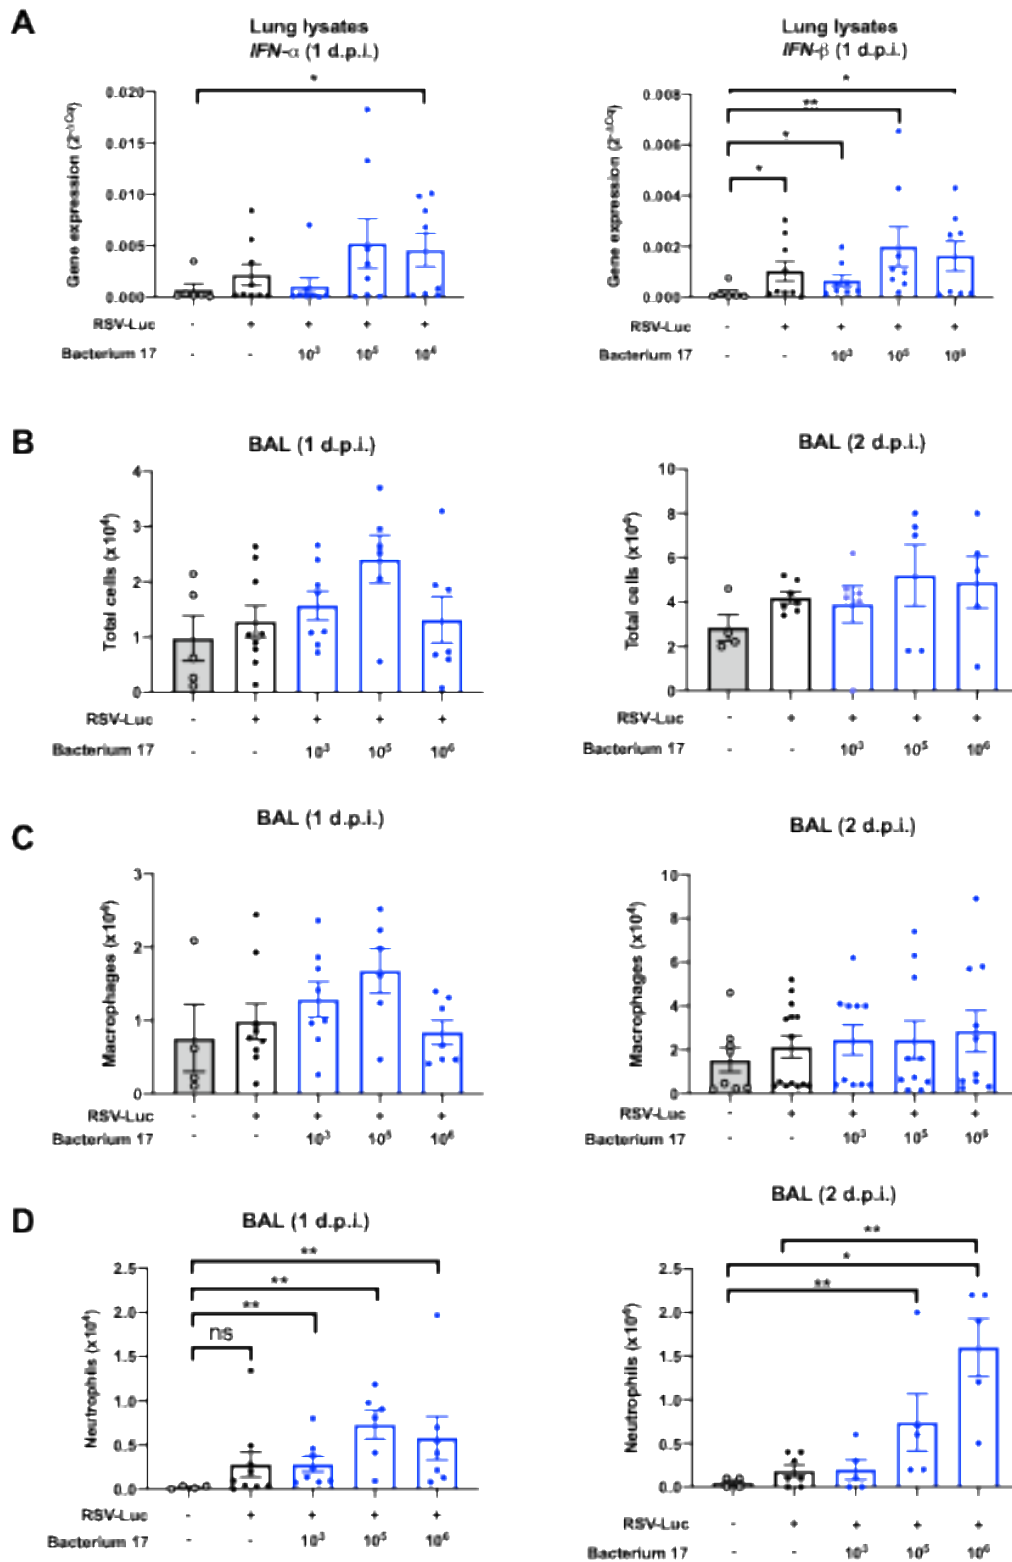 A
Lung lysates
IFN-α (1 d.p.i.)
*
Gene expression (2^-ΔCq)
0.020
0.015
0.010
0.005
0.000
RSV-Luc - + + + +
Bacterium 17 - - 10³ 10⁵ 10⁶
Lung lysates
IFN-β (1 d.p.i.)
*
**
*
*
Gene expression (2^-ΔCq)
0.008
0.006
0.004
0.002
0.000
RSV-Luc - + + + +
Bacterium 17 - - 10³ 10⁵ 10⁶
B
BAL (1 d.p.i.)
Total cells (x10⁴)
4
3
2
1
0
RSV-Luc - + + + +
Bacterium 17 - - 10³ 10⁵ 10⁶
BAL (2 d.p.i.)
Total cells (x10⁴)
10
8
6
4
2
0
RSV-Luc - + + + +
Bacterium 17 - - 10³ 10⁵ 10⁶
C
BAL (1 d.p.i.)
Macrophages (x10⁴)
3
2
1
0
RSV-Luc - + + + +
Bacterium 17 - - 10³ 10⁵ 10⁶
BAL (2 d.p.i.)
Macrophages (x10⁴)
10
8
6
4
2
0
RSV-Luc - + + + +
Bacterium 17 - - 10³ 10⁵ 10⁶
D
BAL (1 d.p.i.)
**
**
**
ns
Neutrophils (x10⁴)
2.5
2.0
1.5
1.0
0.5
0.0
RSV-Luc - + + + +
Bacterium 17 - - 10³ 10⁵ 10⁶
BAL (2 d.p.i.)
**
*
**
Neutrophils (x10⁴)
2.5
2.0
1.5
1.0
0.5
0.0
RSV-Luc - + + + +
Bacterium 17 - - 10³ 10⁵ 10⁶